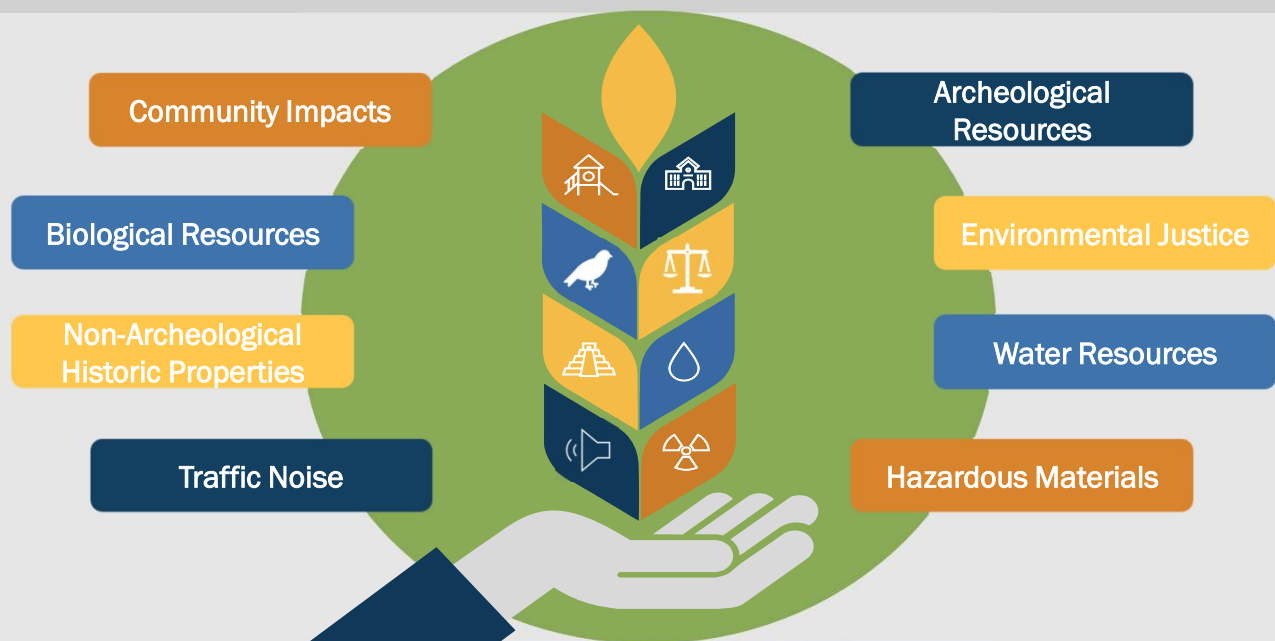 Community Impacts
Archeological
Resources
Biological Resources
Environmental Justice
Non-Archeological
Historic Properties
Water Resources
Traffic Noise
Hazardous Materials